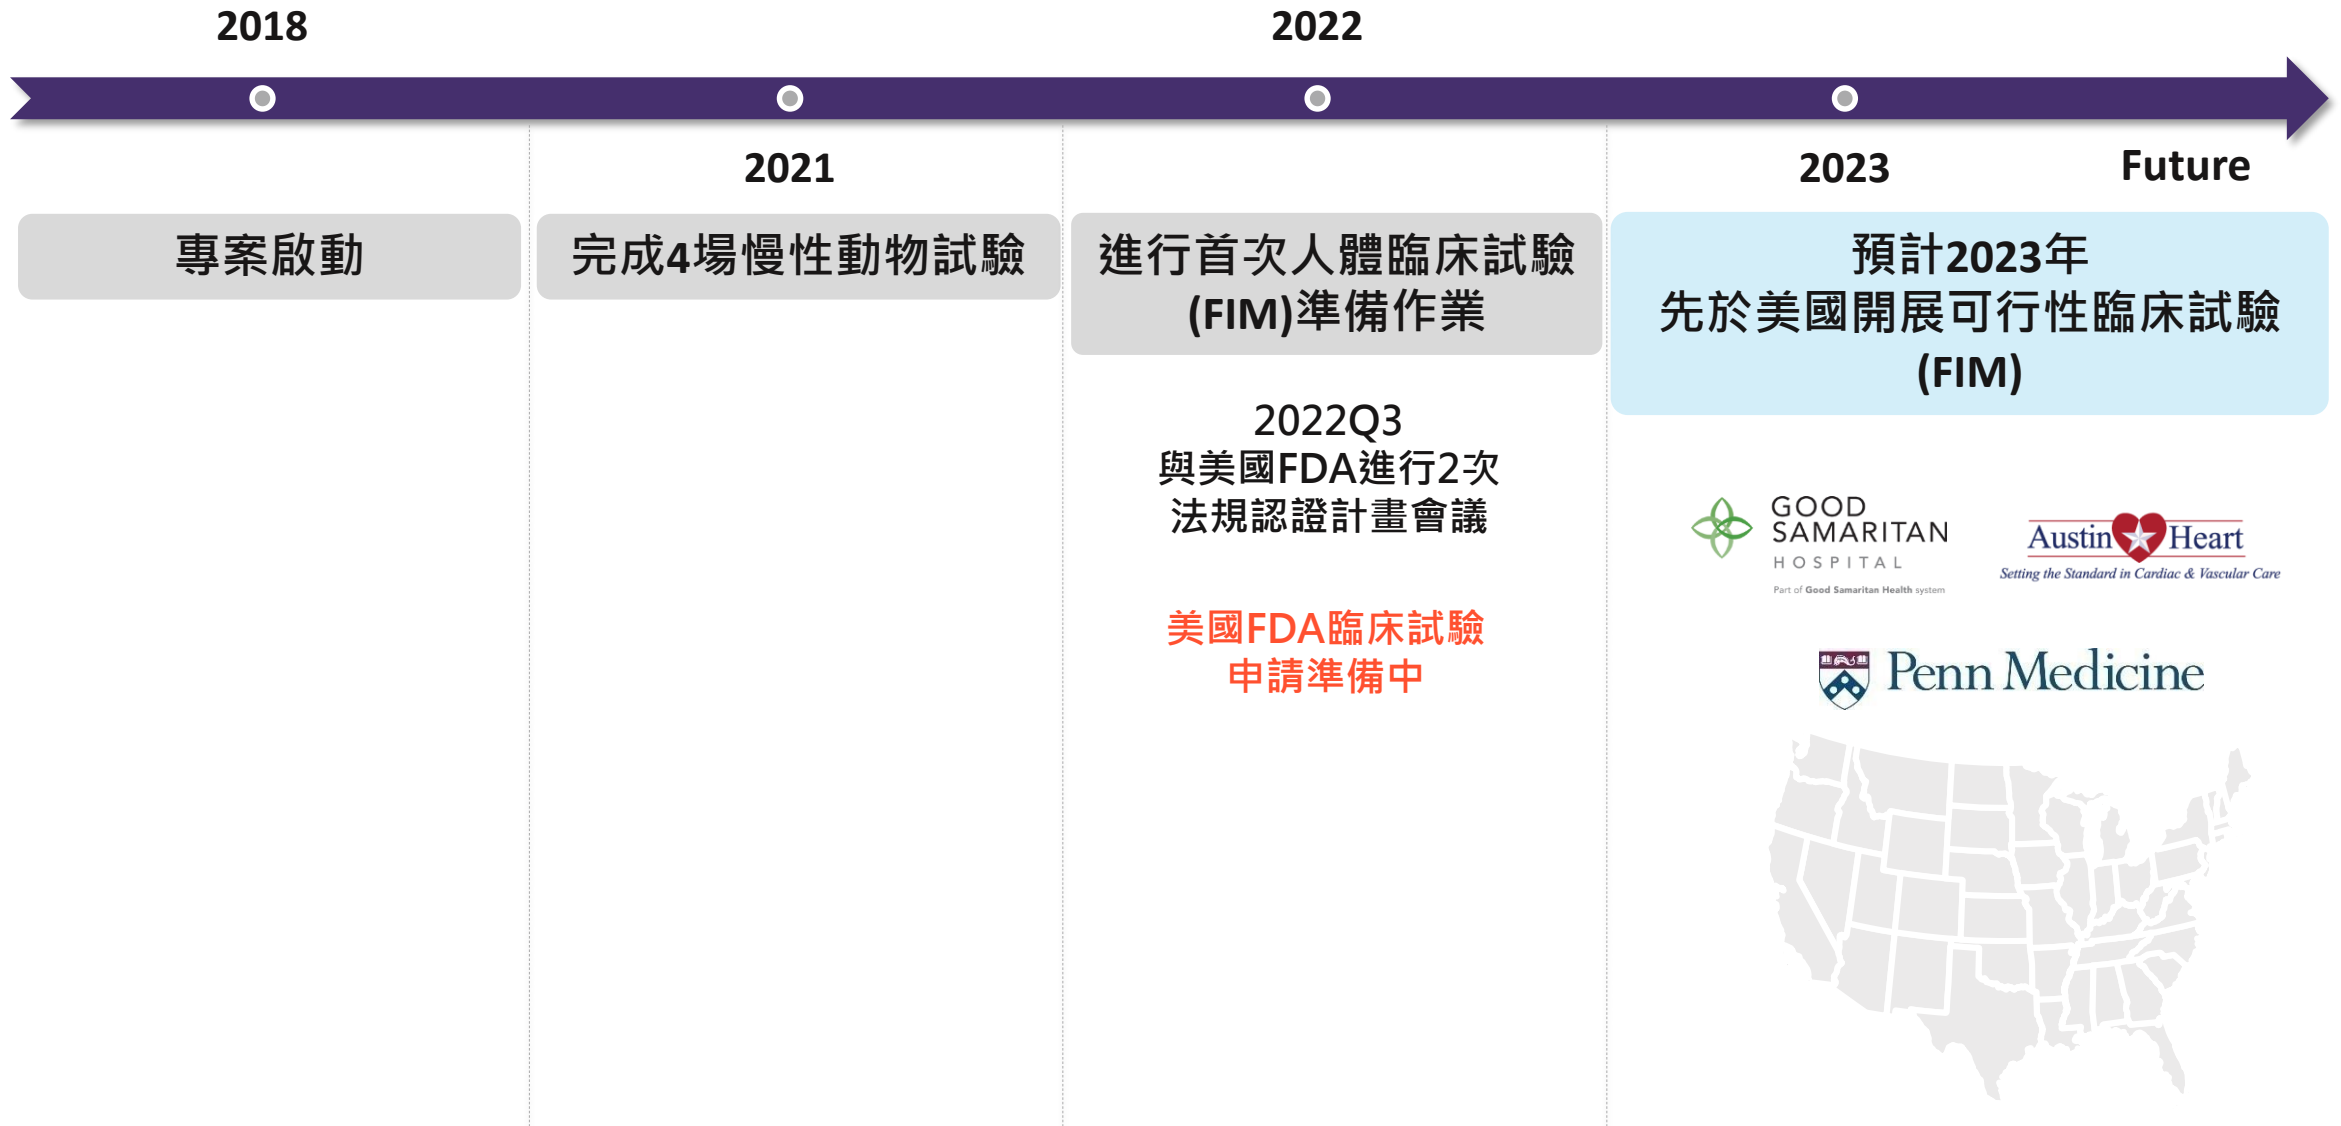 2018
2022
2021
2023
Future
專案啟動
完成4場慢性動物試驗
進行首次人體臨床試驗
(FIM)準備作業
2022Q3
與美國FDA進行2次
法規認證計畫會議
美國FDA臨床試驗
申請準備中
預計2023年
先於美國開展可行性臨床試驗
(FIM)
GOOD
SAMARITAN
HOSPITAL
Part of Good Samaritan Health system
Austin Heart
Setting the Standard in Cardiac & Vascular Care
Penn Medicine